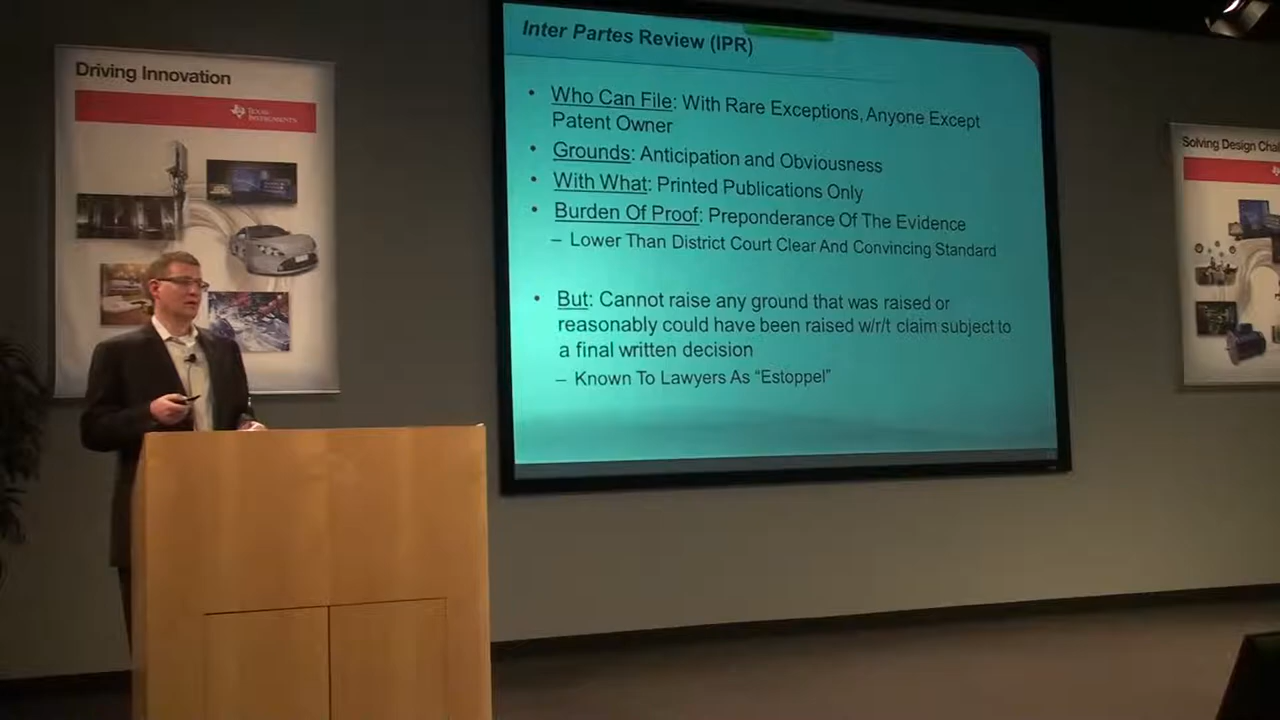 Driving Innovation
TEXAS
INSTRUMENTS
Inter Partes Review (IPR)
• Who Can File: With Rare Exceptions, Anyone Except
Patent Owner
• Grounds: Anticipation and Obviousness
• With What: Printed Publications Only
• Burden Of Proof: Preponderance Of The Evidence
– Lower Than District Court Clear And Convincing Standard
• But: Cannot raise any ground that was raised or
reasonably could have been raised w/r/t claim subject to
a final written decision
– Known To Lawyers As “Estoppel”
Solving Design Chal